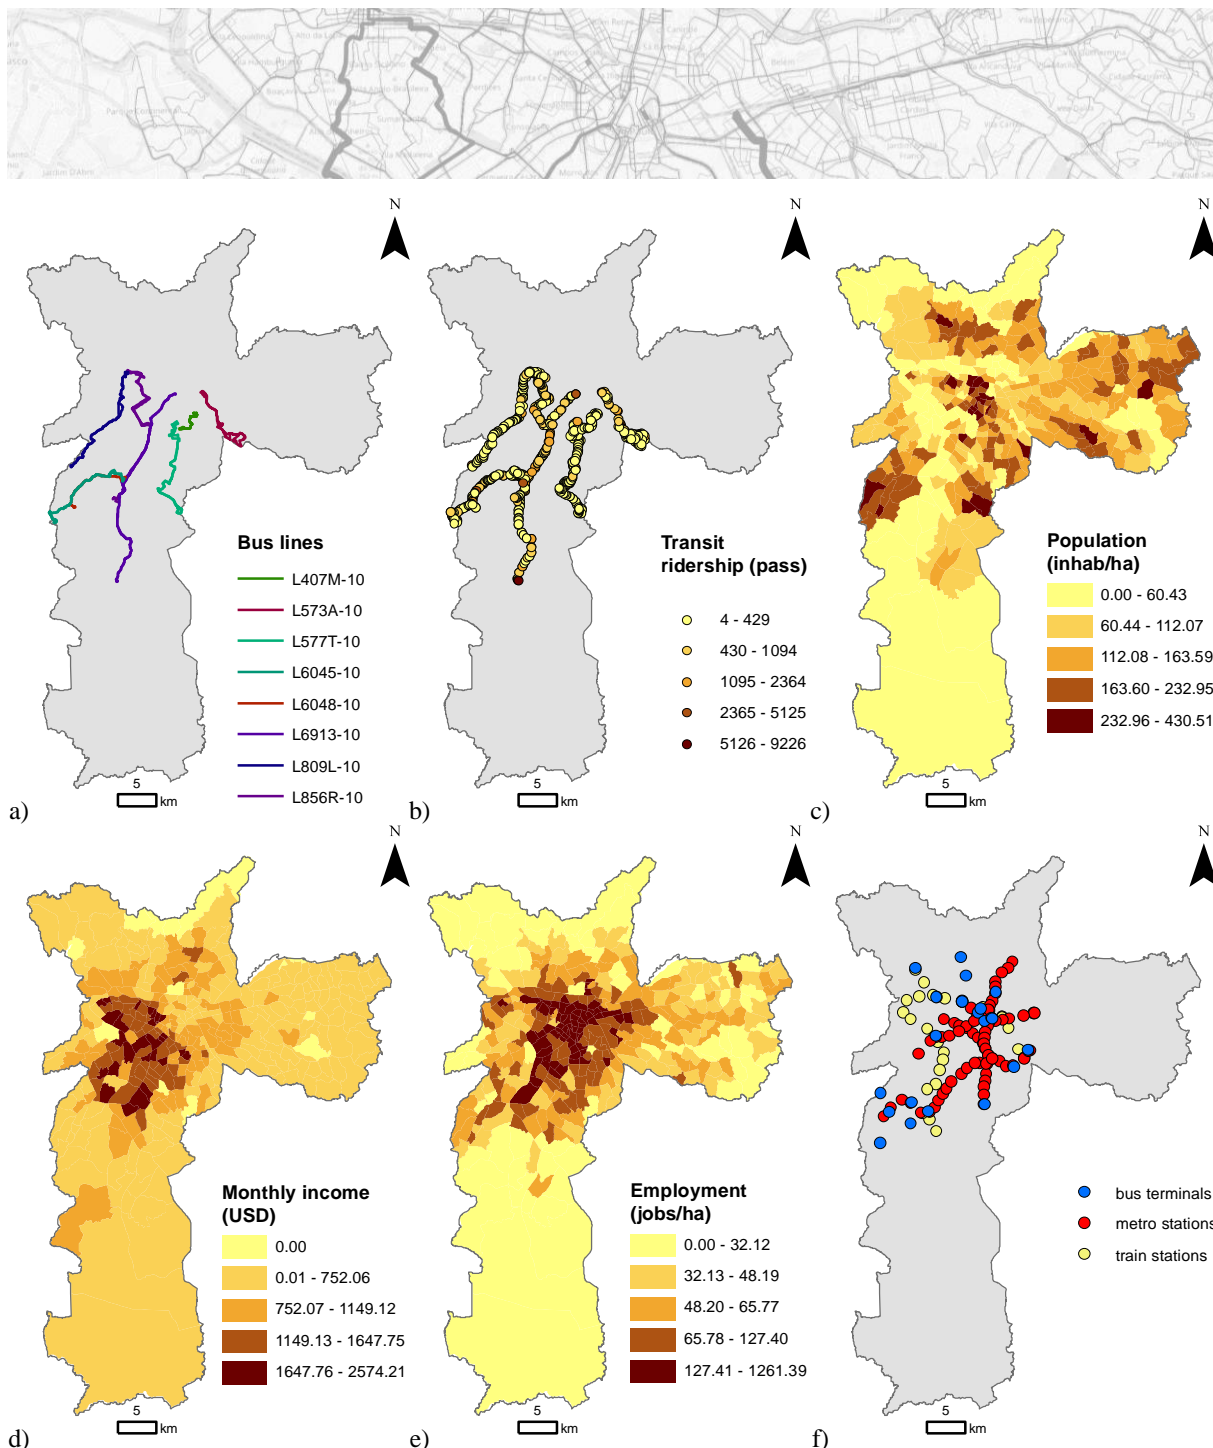 N
N
N
Bus lines
L407M-10
L573A-10
L577T-10
L6045-10
L6048-10
L6913-10
L809L-10
L856R-10
5
km
a)
Transit
ridership (pass)
4 - 429
430 - 1094
1095 - 2364
2365 - 5125
5126 - 9226
5
km
b)
Population
(inhab/ha)
0.00 - 60.43
60.44 - 112.07
112.08 - 163.59
163.60 - 232.95
232.96 - 430.51
5
km
c)
N
N
N
Monthly income
(USD)
0.00
0.01 - 752.06
752.07 - 1149.12
1149.13 - 1647.75
1647.76 - 2574.21
5
km
d)
Employment
(jobs/ha)
0.00 - 32.12
32.13 - 48.19
48.20 - 65.77
65.78 - 127.40
127.41 - 1261.39
5
km
e)
bus terminals
metro stations
train stations
5
km
f)